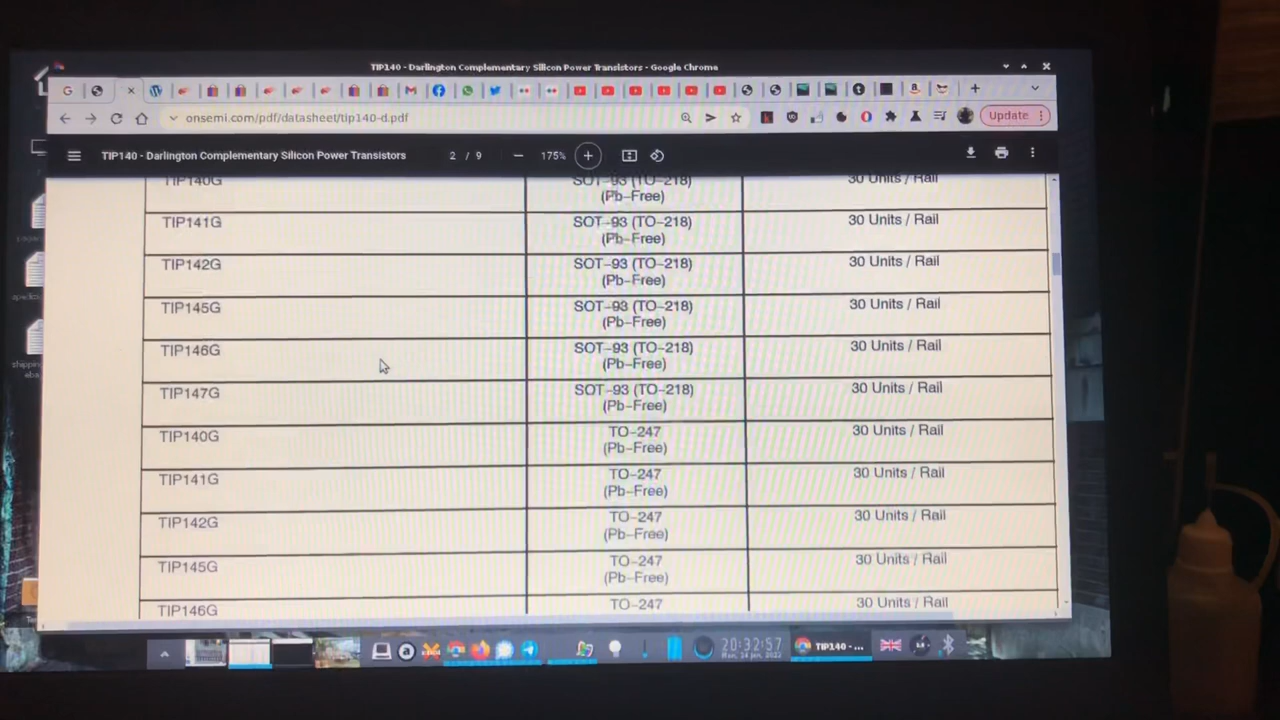 TIP140 - Darlington Complementary Silicon Power Transistors - Google Chrome
onsemi.com/pdf/datasheet/tip140-d.pdf
Update
TIP140 - Darlington Complementary Silicon Power Transistors
2 / 9
175%
TIP140G SOT-93 (TO-218) 30 Units / Rail
(Pb-Free)
TIP141G SOT-93 (TO-218) 30 Units / Rail
(Pb-Free)
TIP142G SOT-93 (TO-218) 30 Units / Rail
(Pb-Free)
TIP145G SOT-93 (TO-218) 30 Units / Rail
(Pb-Free)
TIP146G SOT-93 (TO-218) 30 Units / Rail
(Pb-Free)
TIP147G SOT-93 (TO-218) 30 Units / Rail
(Pb-Free)
TIP140G TO-247 30 Units / Rail
(Pb-Free)
TIP141G TO-247 30 Units / Rail
(Pb-Free)
TIP142G TO-247 30 Units / Rail
(Pb-Free)
TIP145G TO-247 30 Units / Rail
(Pb-Free)
TIP146G TO-247 30 Units / Rail
shipping
20:32:57
Mon, 24 Jan, 2022
TIP140 - ...